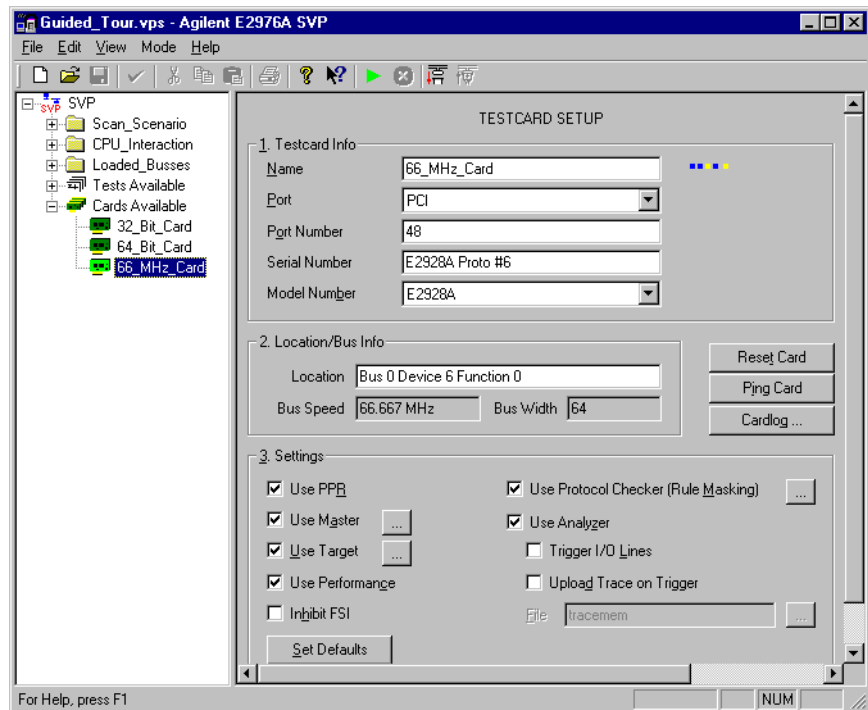 Guided_Tour.vps - Agilent E2976A SVP
File Edit View Mode Help
SVP
SVP
Scan_Scenario
CPU_Interaction
Loaded_Busses
Tests Available
Cards Available
32_Bit_Card
64_Bit_Card
66_MHz_Card
TESTCARD SETUP
1. Testcard Info
Name 66_MHz_Card
Port PCI
Port Number 48
Serial Number E2928A Proto #6
Model Number E2928A
2. Location/Bus Info
Location Bus 0 Device 6 Function 0
Bus Speed 66.667 MHz Bus Width 64
Reset Card
Ping Card
Cardlog ...
3. Settings
Use PPR
Use Master ...
Use Target ...
Use Performance
Inhibit FSI
Set Defaults
Use Protocol Checker (Rule Masking) ...
Use Analyzer
Trigger I/O Lines
Upload Trace on Trigger
File tracemem ...
For Help, press F1
NUM